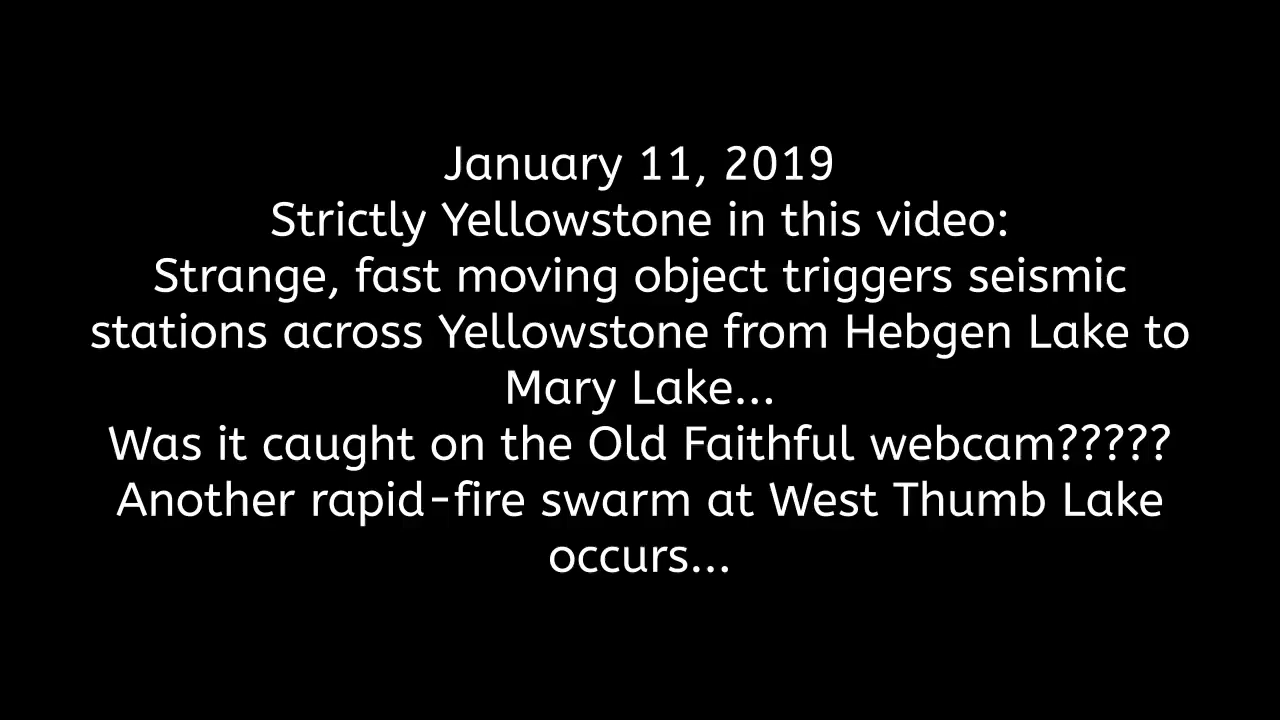 January 11, 2019
Strictly Yellowstone in this video:
Strange, fast moving object triggers seismic
stations across Yellowstone from Hebgen Lake to
Mary Lake...
Was it caught on the Old Faithful webcam?????
Another rapid-fire swarm at West Thumb Lake
occurs...